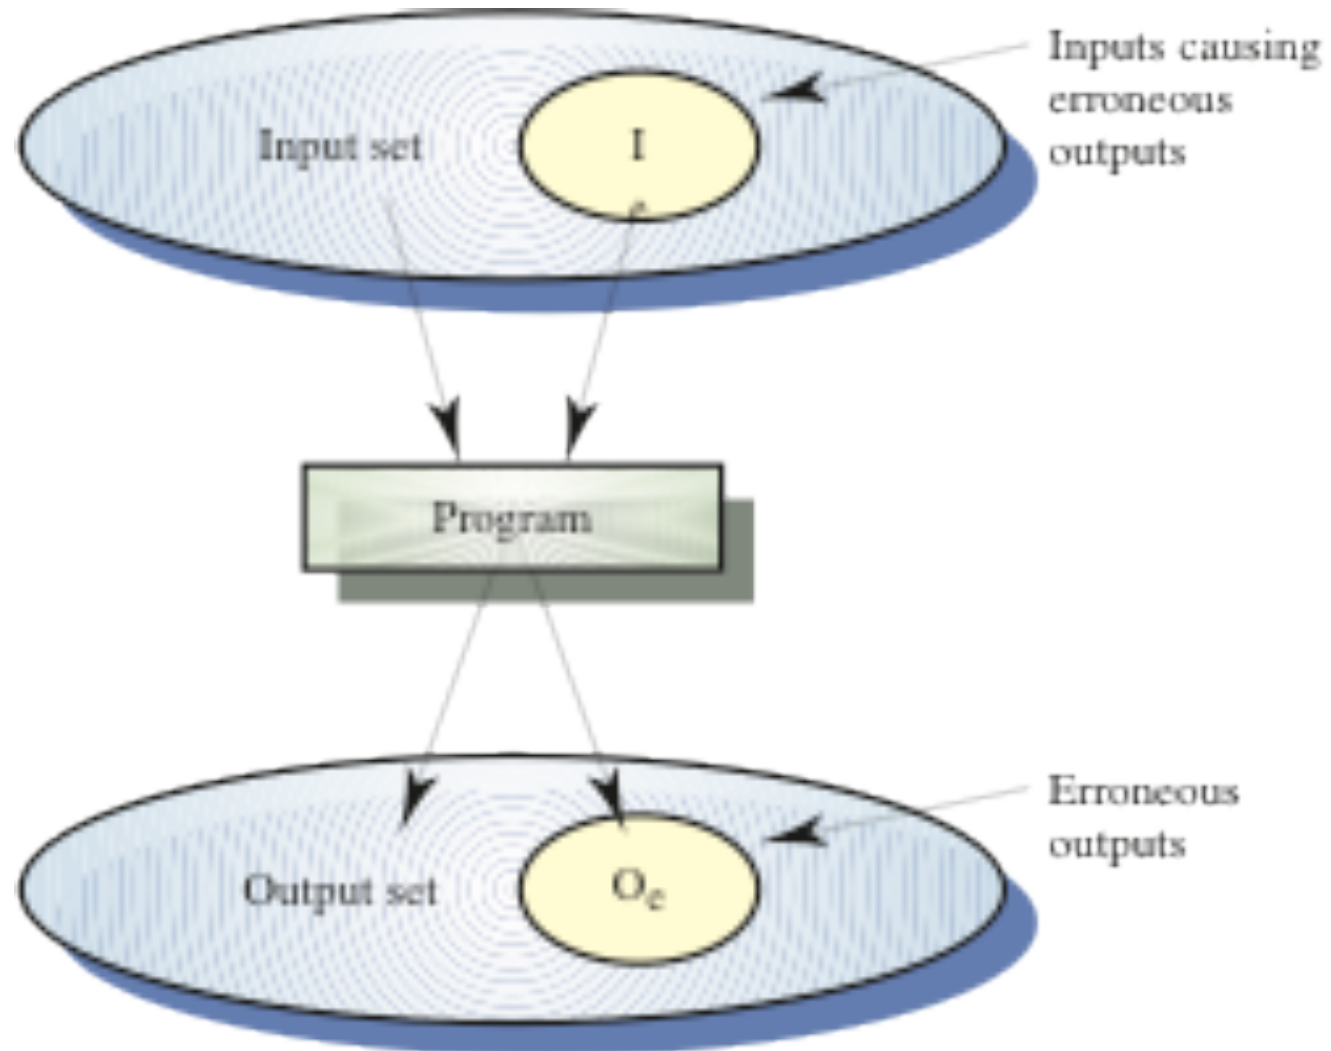 Inputs causing
erroneous
outputs
Input set
I
e
Program
Erroneous
outputs
Output set
Oe